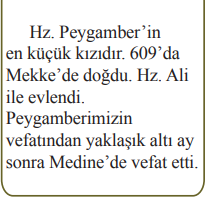 Hz. Peygamber’in
en küçük kızıdır. 609’da
Mekke’de doğdu. Hz. Ali
ile evlendi.
Peygamberimizin
vefatından yaklaşık altı ay
sonra Medine’de vefat etti.